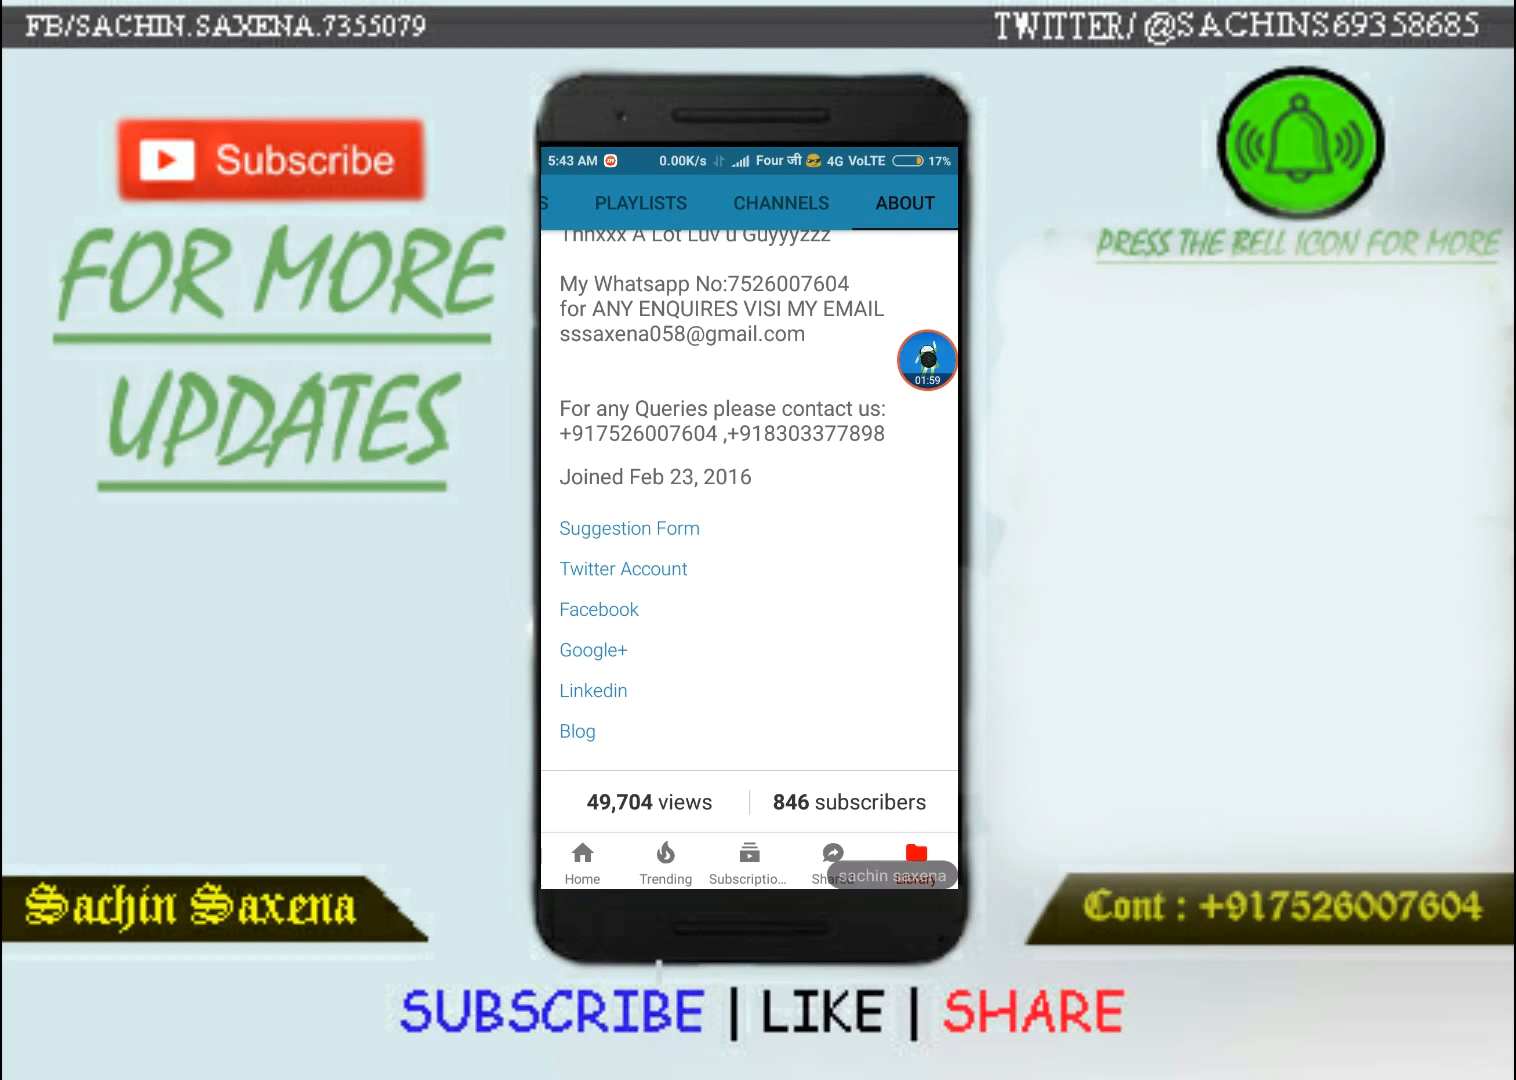 FB/SACHIN.SAXENA.7355079
TWITTER/@SACHINS69358685
Subscribe
FOR MORE
UPDATES
PRESS THE BELL ICON FOR MORE
5:43 AM 0.00K/s Four जी 4G VoLTE 17%
S PLAYLISTS CHANNELS ABOUT
Thnxxx A Lot Luv u Guyyyzzz
My Whatsapp No:7526007604
for ANY ENQUIRES VISI MY EMAIL
sssaxena058@gmail.com
01:59
For any Queries please contact us:
+917526007604 ,+918303377898
Joined Feb 23, 2016
Suggestion Form
Twitter Account
Facebook
Google+
Linkedin
Blog
49,704 views 846 subscribers
Home Trending Subscriptio... Shared Library
sachin saxena
Sachin Saxena
Cont : +917526007604
SUBSCRIBE | LIKE | SHARE